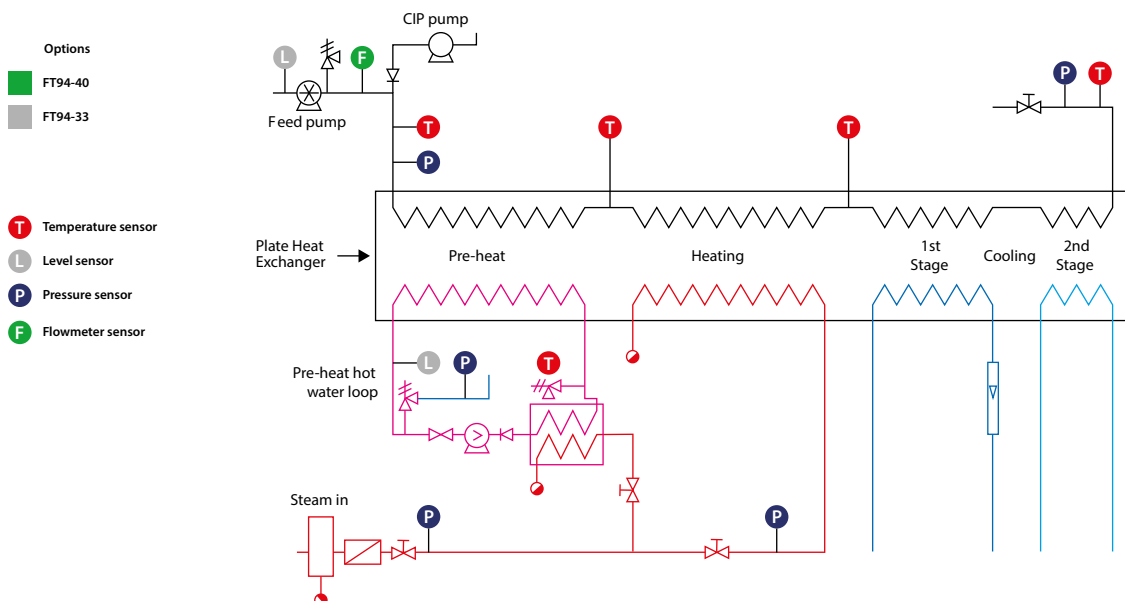 Options
FT94-40
FT94-33
T Temperature sensor
L Level sensor
P Pressure sensor
F Flowmeter sensor
CIP pump
L
F
Feed pump
T
P
T
T
P
T
Plate Heat
Exchanger
Pre-heat
Heating
1st
Stage
Cooling
2nd
Stage
Pre-heat hot
water loop
L
P
T
Steam in
P
P